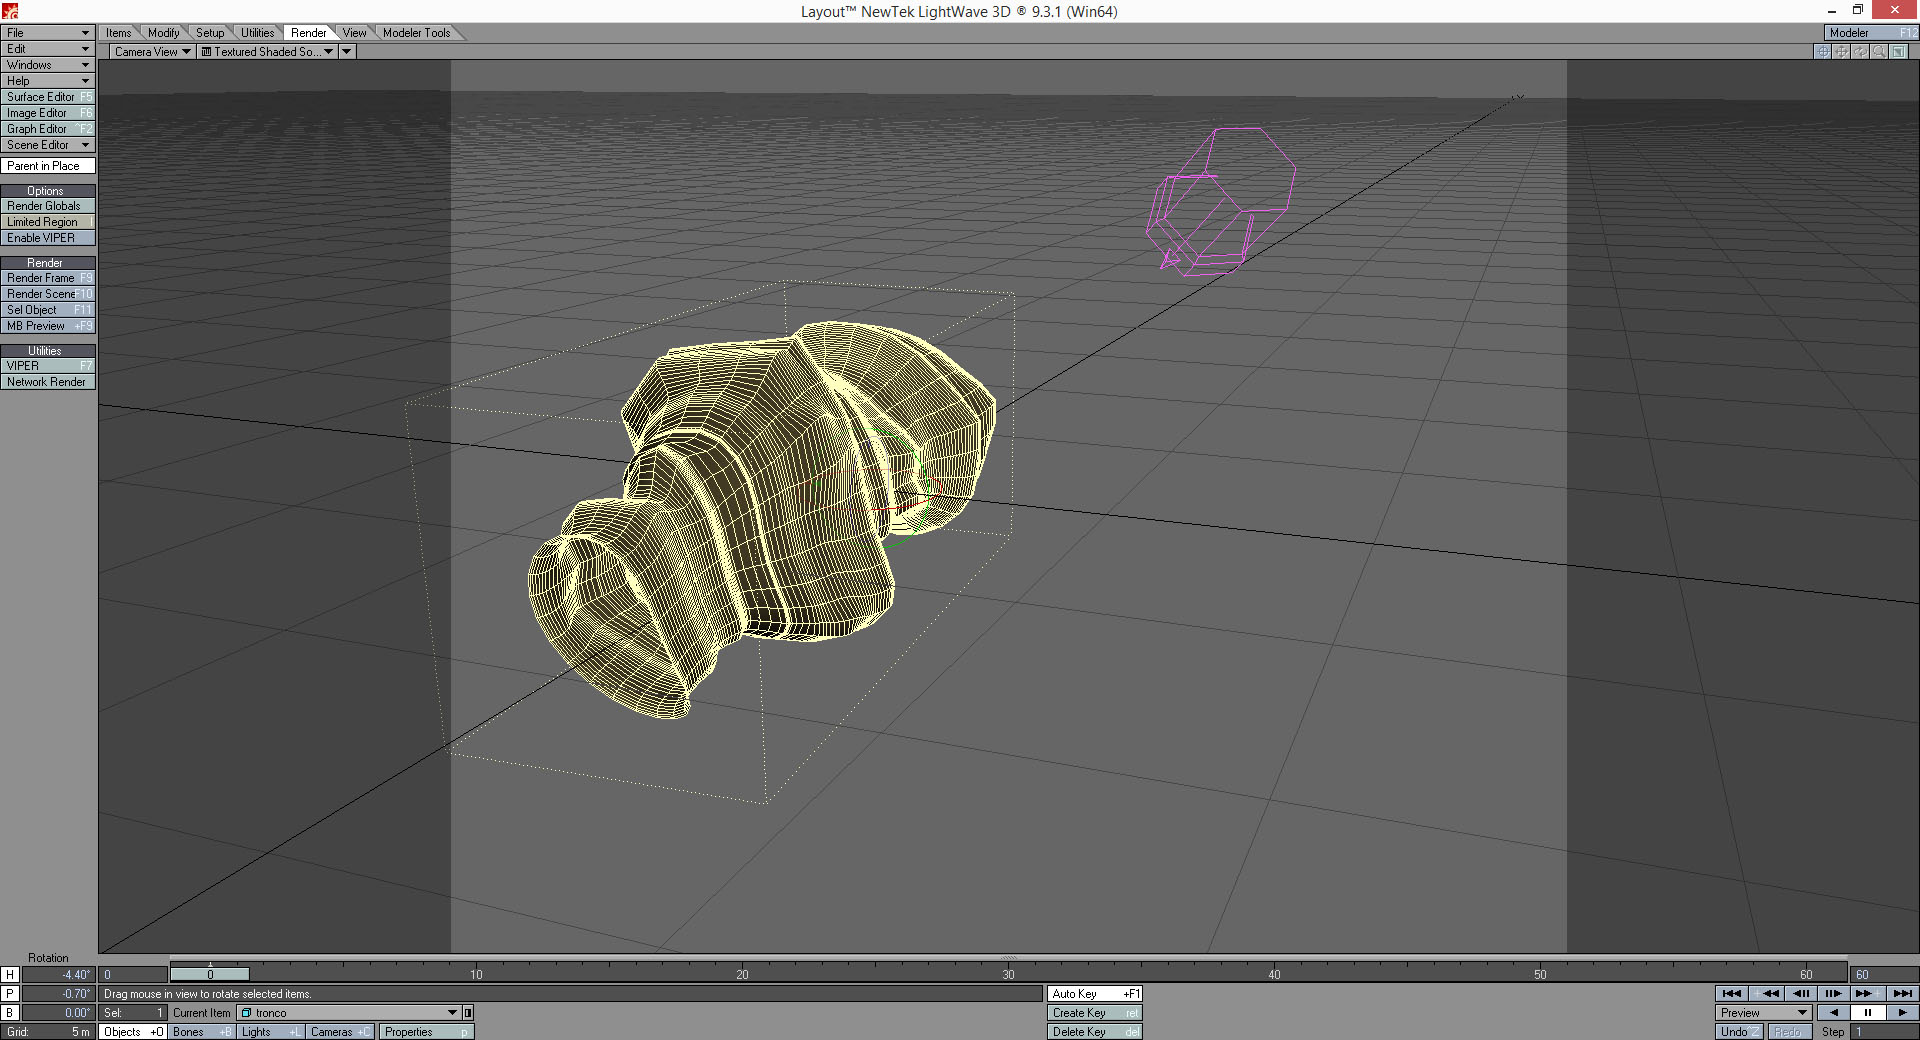 Layout™ NewTek LightWave 3D ® 9.3.1 (Win64)
File Items Modify Setup Utilities Render View Modeler Tools Modeler F12
Edit Camera View Textured Shaded So...
Windows
Help
Surface Editor F5
Image Editor F6
Graph Editor ^F2
Scene Editor
Parent in Place
Options
Render Globals
Limited Region l
Enable VIPER
Render
Render Frame F9
Render Scene F10
Sel Object F11
MB Preview +F9
Utilities
VIPER F7
Network Render
Rotation
H -4.40° 0 0 10 20 30 40 50 60 60
P -0.70° Drag mouse in view to rotate selected items. Auto Key +F1
B 0.00° Sel: 1 Current Item tronco Create Key ret Preview
Grid: 5 m Objects +O Bones +B Lights +L Cameras +C Properties p Delete Key del Undo ^Z Redo Step 1